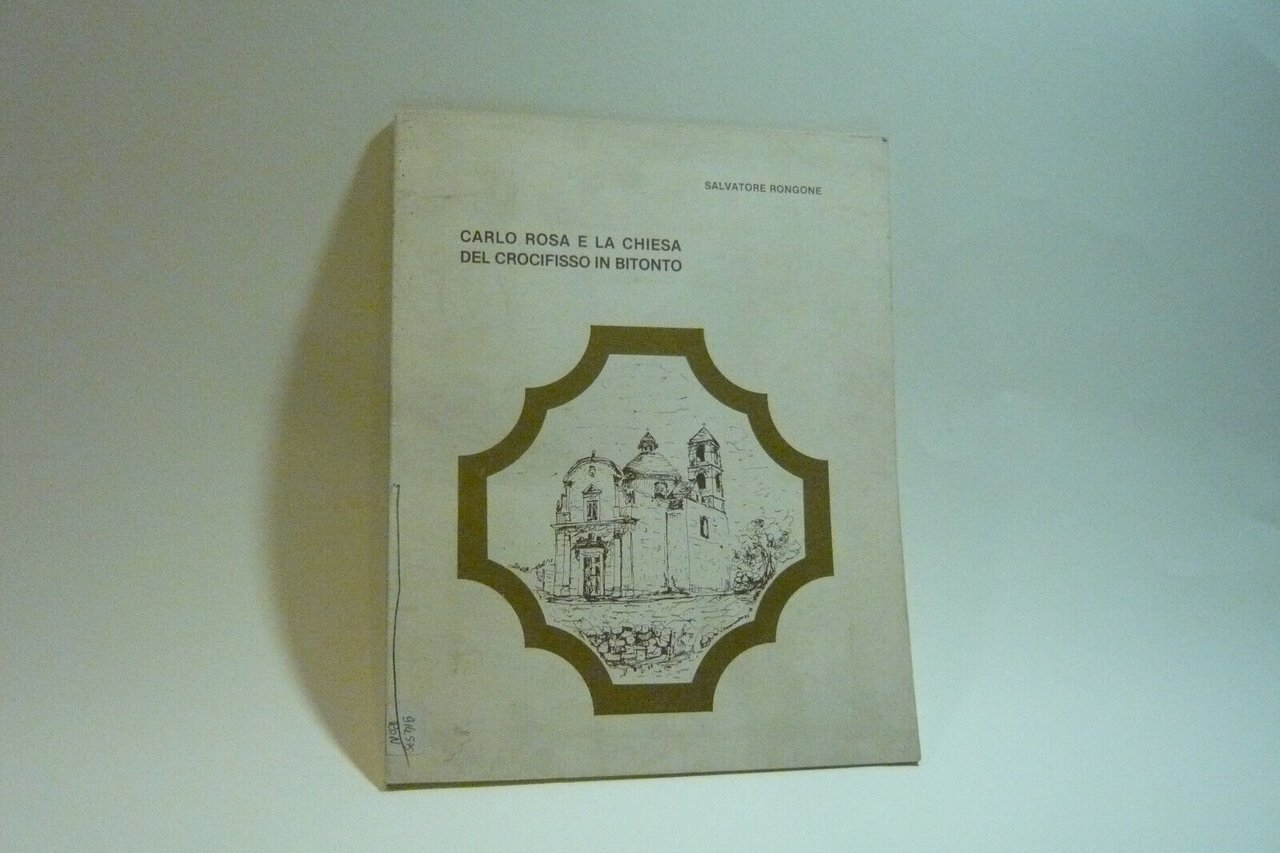 SALVATORE RONGONE
CARLO ROSA E LA CHIESA
DEL CROCIFISSO IN BITONTO